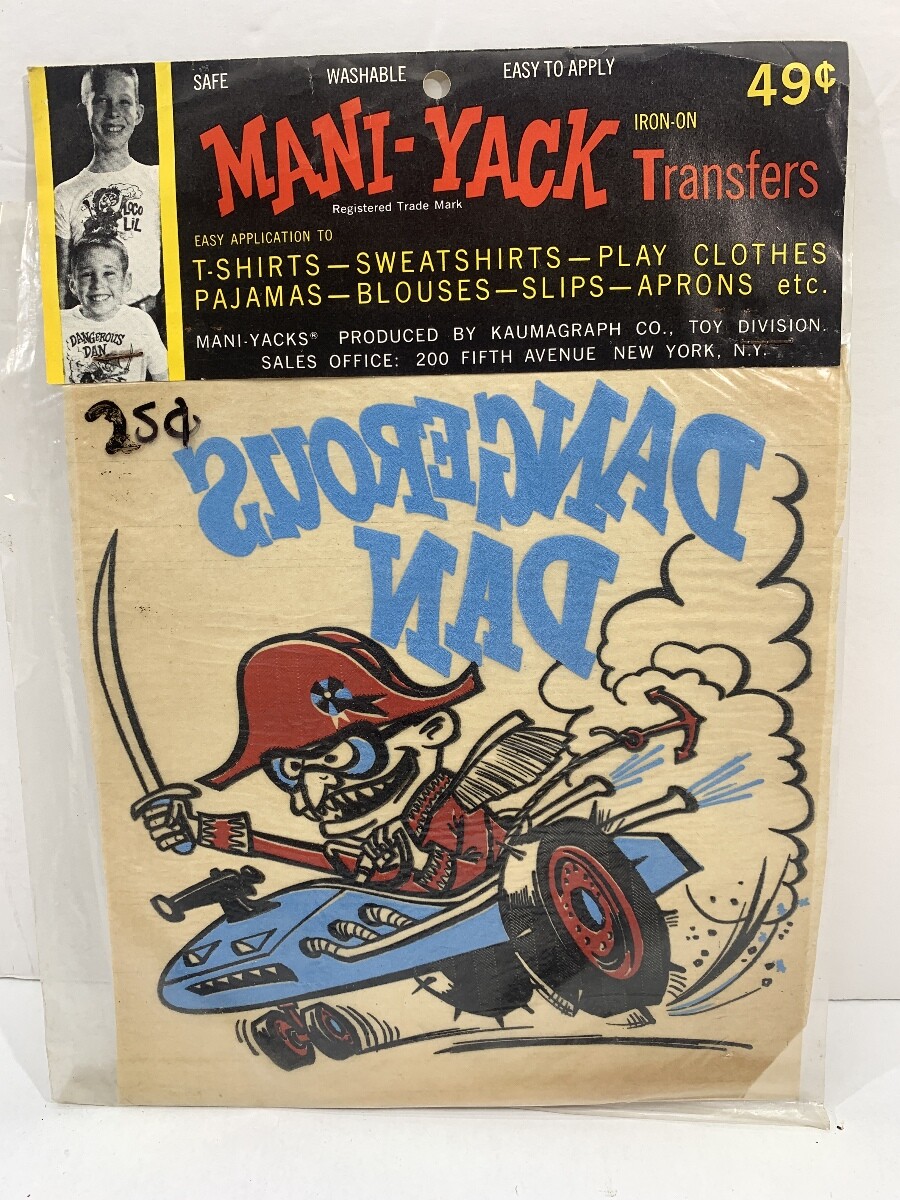 SAFE WASHABLE EASY TO APPLY 49¢
MANI-YACK IRON-ON
Transfers
Registered Trade Mark
EASY APPLICATION TO
T-SHIRTS—SWEATSHIRTS—PLAY CLOTHES
PAJAMAS—BLOUSES—SLIPS—APRONS etc.
MANI-YACKS® PRODUCED BY KAUMAGRAPH CO., TOY DIVISION.
SALES OFFICE: 200 FIFTH AVENUE NEW YORK, N.Y.
LOCO
LIL
DANGEROUS
DAN
25¢
DANGEROUS
DAN